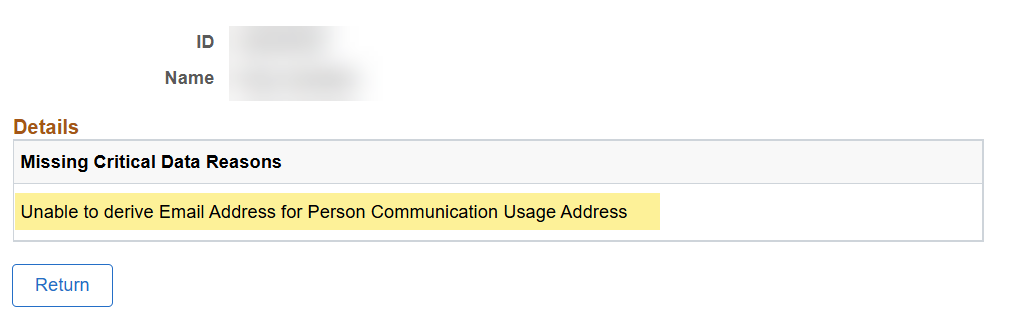 ID
Name
Details
Missing Critical Data Reasons
Unable to derive Email Address for Person Communication Usage Address
Return